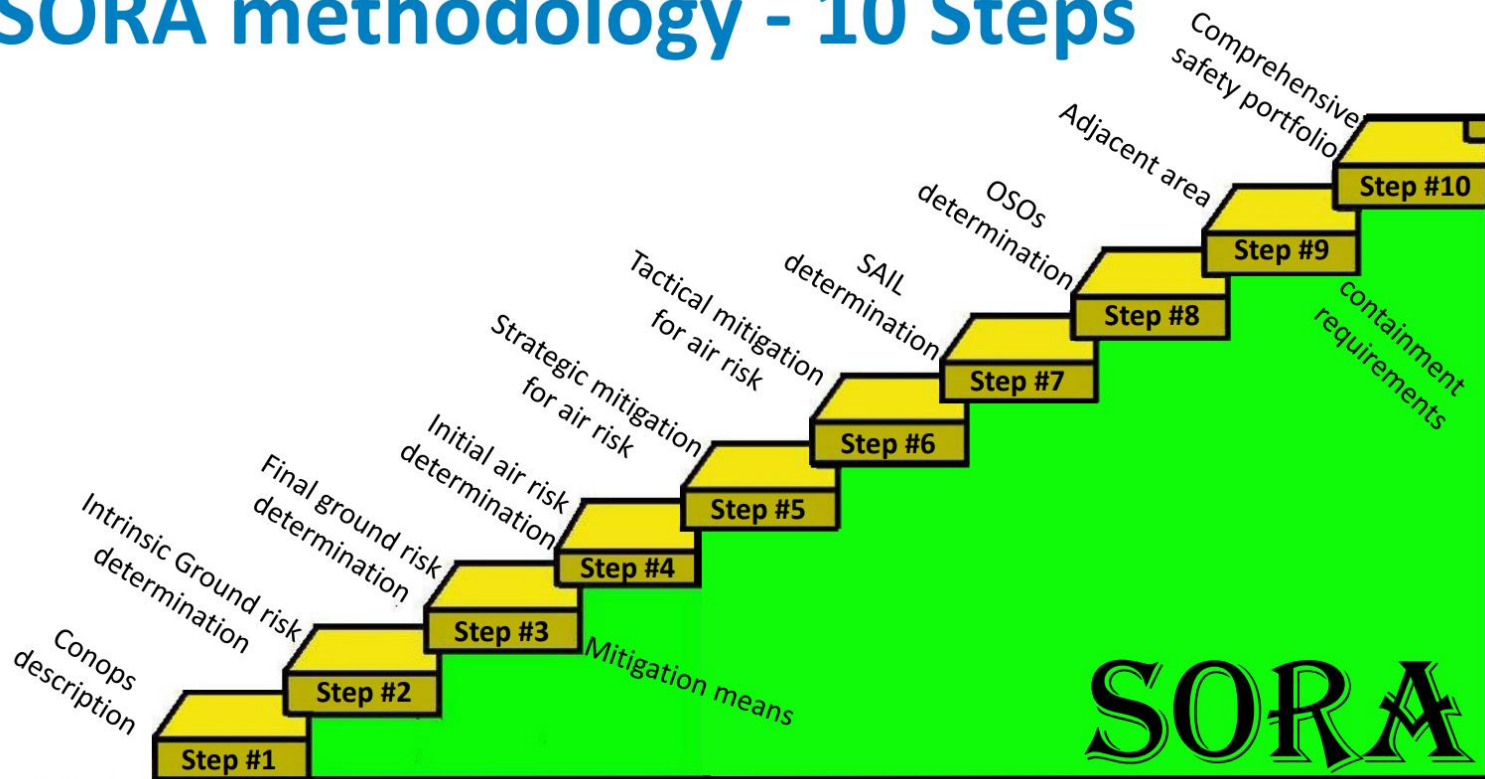 SORA methodology - 10 Steps
Conops
description
Step #1
Intrinsic Ground risk
determination
Step #2
Final ground risk
determination
Step #3
Mitigation means
Initial air risk
determination
Step #4
Strategic mitigation
for air risk
Step #5
Tactical mitigation
for air risk
Step #6
SAIL
determination
Step #7
OSOs
determination
Step #8
Adjacent area
Step #9
containment
requirements
Comprehensive
safety portfolio
Step #10
SORA